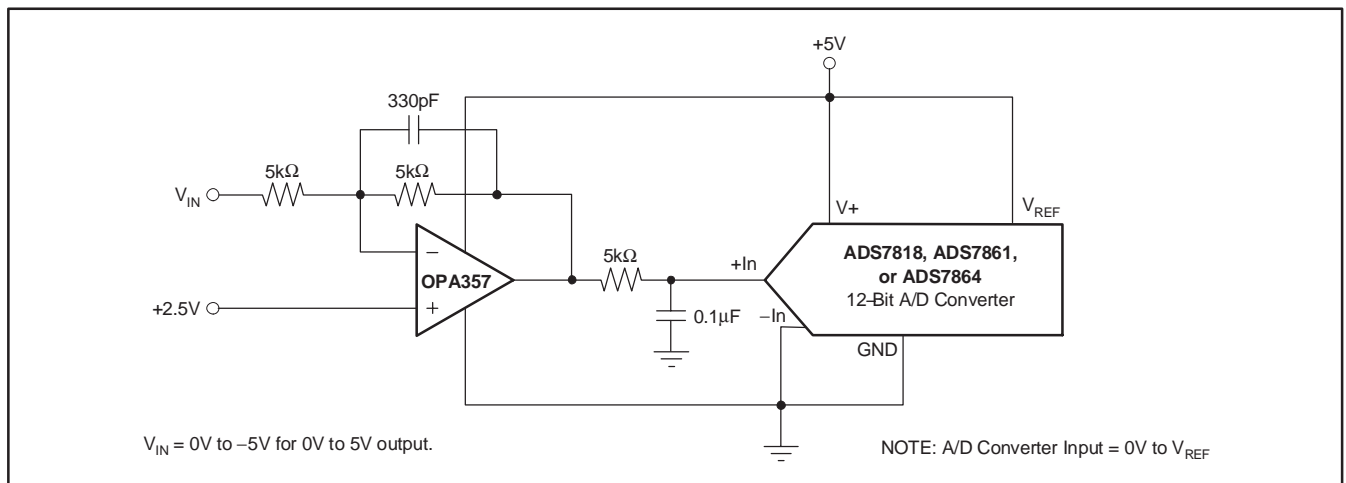 +5V
330pF
5kΩ
5kΩ
V_IN
V+
V_REF
−
OPA357
+
+2.5V
5kΩ
+In
0.1μF
−In
ADS7818, ADS7861,
or ADS7864
12–Bit A/D Converter
GND
V_IN = 0V to −5V for 0V to 5V output.
NOTE: A/D Converter Input = 0V to V_REF